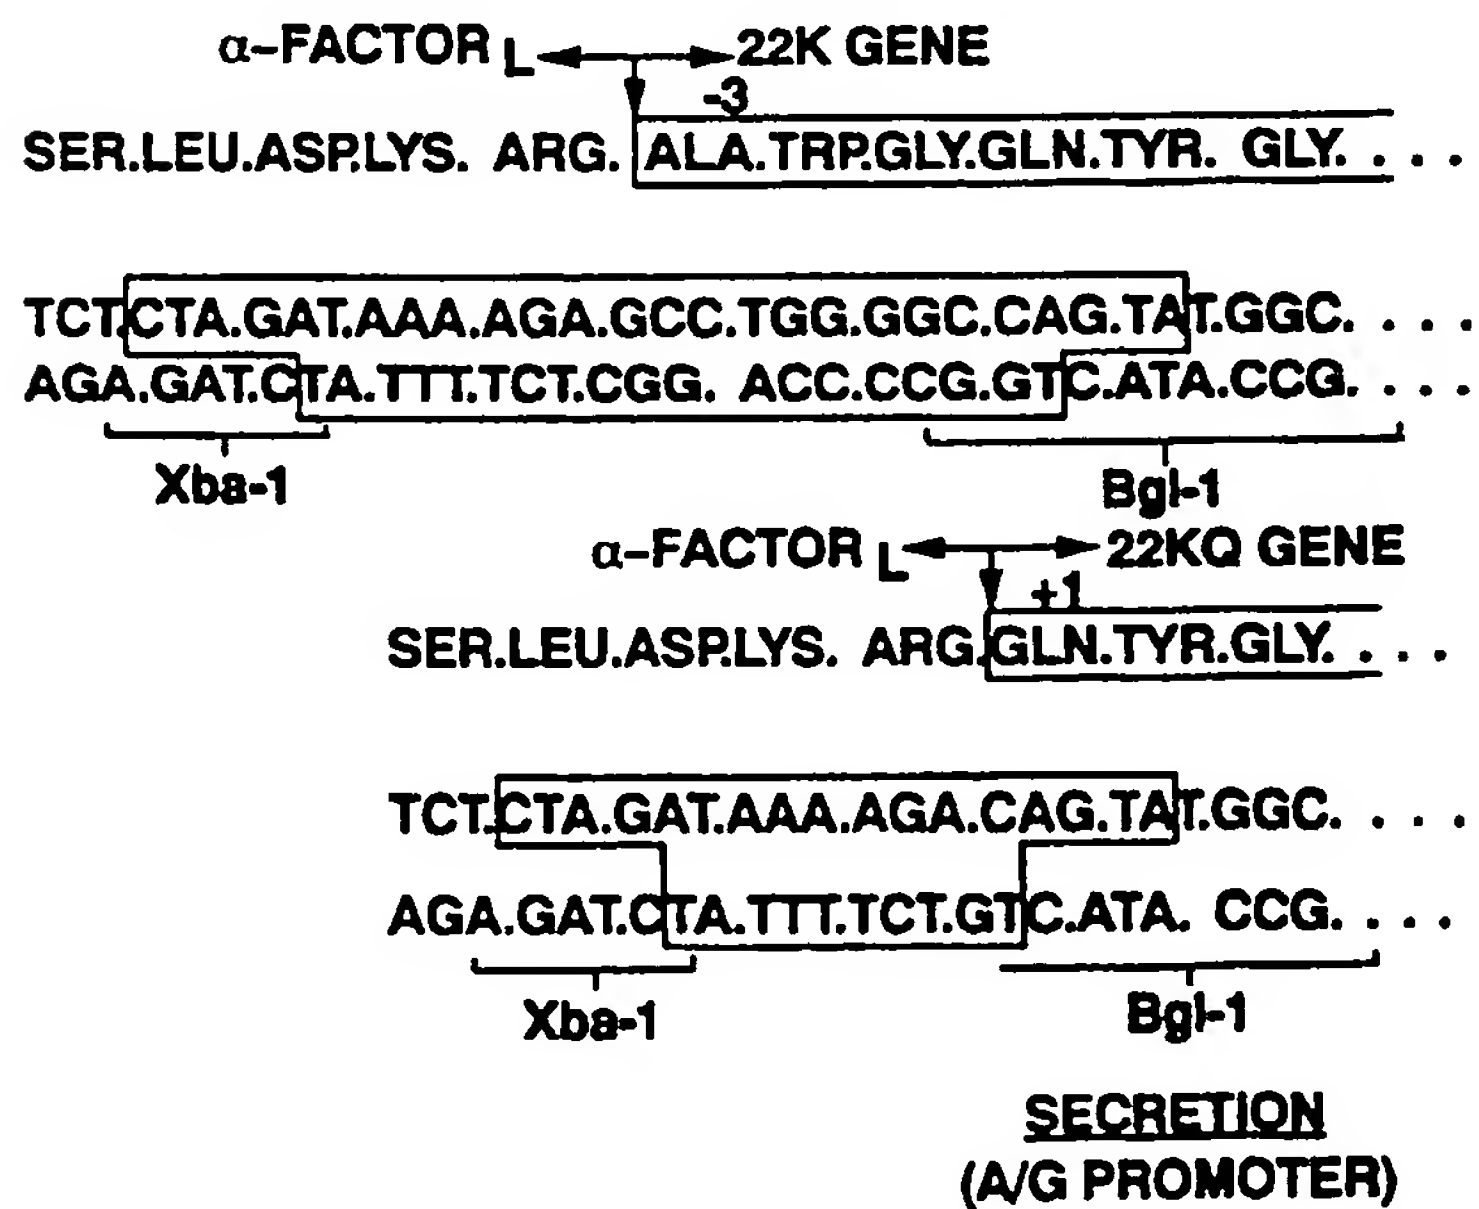 α-FACTOR L 22K GENE
-3
SER.LEU.ASP.LYS. ARG. ALA.TRP.GLY.GLN.TYR. GLY. . . .
TCT.CTA.GAT.AAA.AGA.GCC.TGG.GGC.CAG.TAT.GGC. . . .
AGA.GAT.CTA.TTT.TCT.CGG. ACC.CCG.GTC.ATA.CCG. . . .
Xba-1 Bgl-1
α-FACTOR L 22KQ GENE
+1
SER.LEU.ASP.LYS. ARG.GLN.TYR.GLY. . . .
TCT.CTA.GAT.AAA.AGA.CAG.TAT.GGC. . . .
AGA.GAT.CTA.TTT.TCT.GTC.ATA. CCG. . . .
Xba-1 Bgl-1
SECRETION
(A/G PROMOTER)